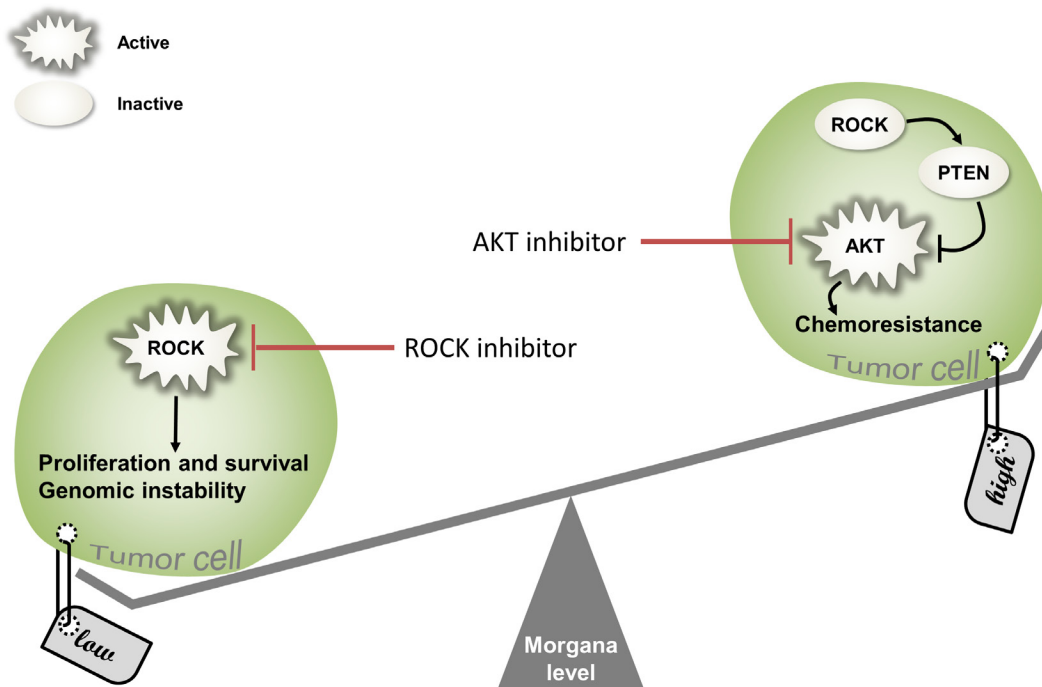 Active
Inactive
ROCK
PTEN
AKT inhibitor
AKT
Chemoresistance
Tumor cell
high
ROCK
ROCK inhibitor
Proliferation and survival
Genomic instability
Tumor cell
low
Morgana
level